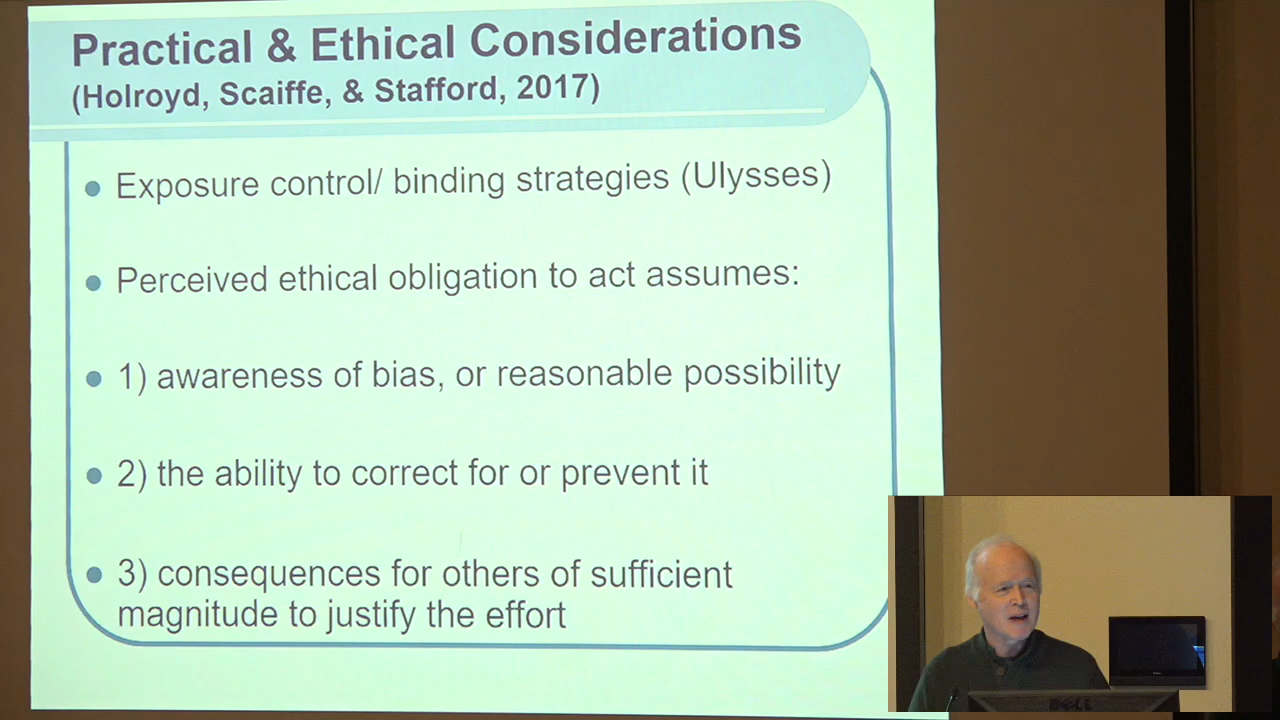 Practical & Ethical Considerations
(Holroyd, Scaiffe, & Stafford, 2017)
Exposure control/ binding strategies (Ulysses)
Perceived ethical obligation to act assumes:
1) awareness of bias, or reasonable possibility
2) the ability to correct for or prevent it
3) consequences for others of sufficient
magnitude to justify the effort
DELL